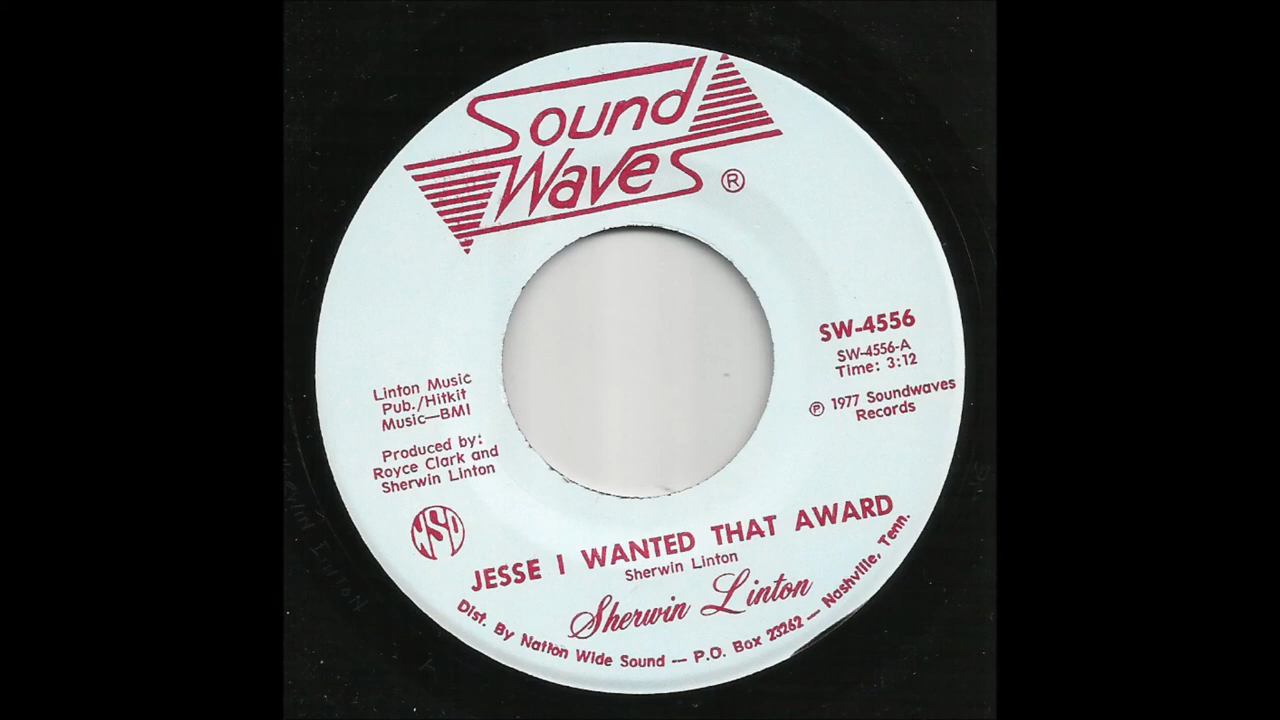 Sound
Waves ®
SW-4556
SW-4556-A
Time: 3:12
℗ 1977 Soundwaves
Records
Linton Music
Pub./Hitkit
Music—BMI
Produced by:
Royce Clark and
Sherwin Linton
NSD
JESSE I WANTED THAT AWARD
Sherwin Linton
Sherwin Linton
Dist. By Nation Wide Sound — P.O. Box 23262 — Nashville, Tenn.